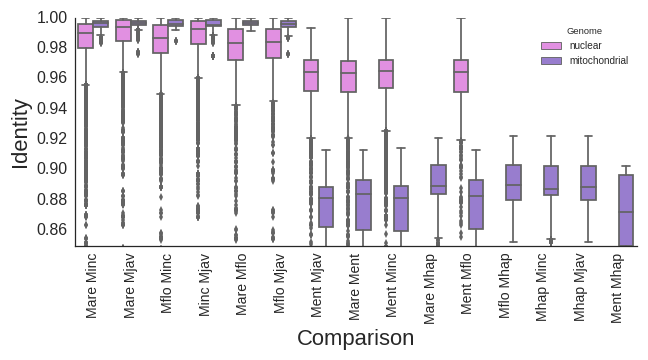 1.00
0.98
0.96
0.94
0.92
0.90
0.88
0.86
Identity
Genome
nuclear
mitochondrial
Mare Minc
Mare Mjav
Mflo Minc
Minc Mjav
Mare Mflo
Mflo Mjav
Ment Mjav
Mare Ment
Ment Minc
Mare Mhap
Ment Mflo
Mflo Mhap
Mhap Minc
Mhap Mjav
Ment Mhap
Comparison